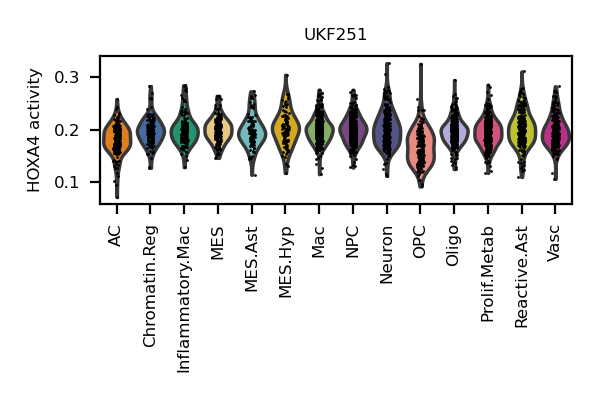 UKF251
HOXA4 activity
0.3
0.2
0.1
AC
Chromatin.Reg
Inflammatory.Mac
MES
MES.Ast
MES.Hyp
Mac
NPC
Neuron
OPC
Oligo
Prolif.Metab
Reactive.Ast
Vasc